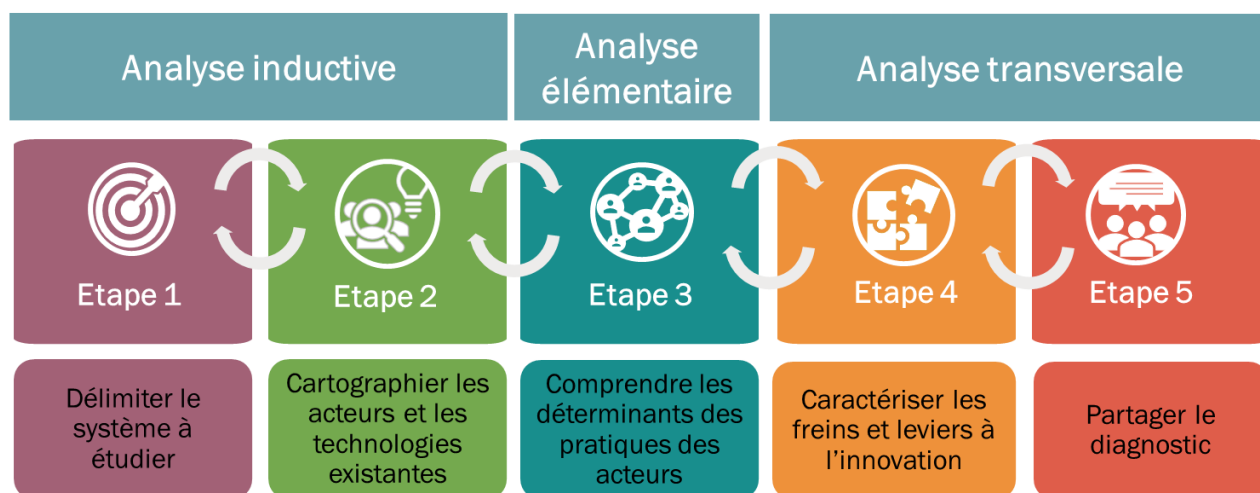 Analyse inductive
Analyse
élémentaire
Analyse transversale
Etape 1
Etape 2
Etape 3
Etape 4
Etape 5
Délimiter le
système à
étudier
Cartographier les
acteurs et les
technologies
existantes
Comprendre les
déterminants des
pratiques des
acteurs
Caractériser les
freins et leviers à
l’innovation
Partager le
diagnostic